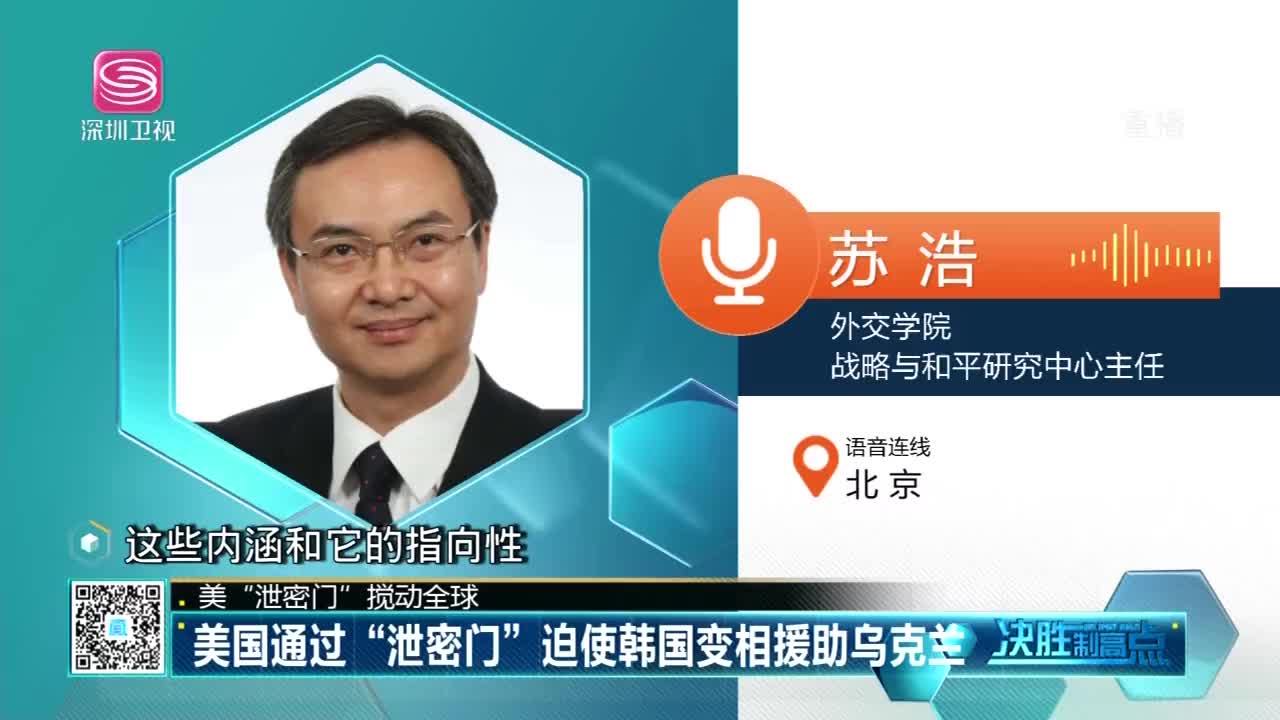 深圳卫视
直播
苏浩
外交学院
战略与和平研究中心主任
语音连线
北京
这些内涵和它的指向性
美“泄密门”搅动全球
美国通过“泄密门”迫使韩国变相援助乌克兰
决胜制高点
直